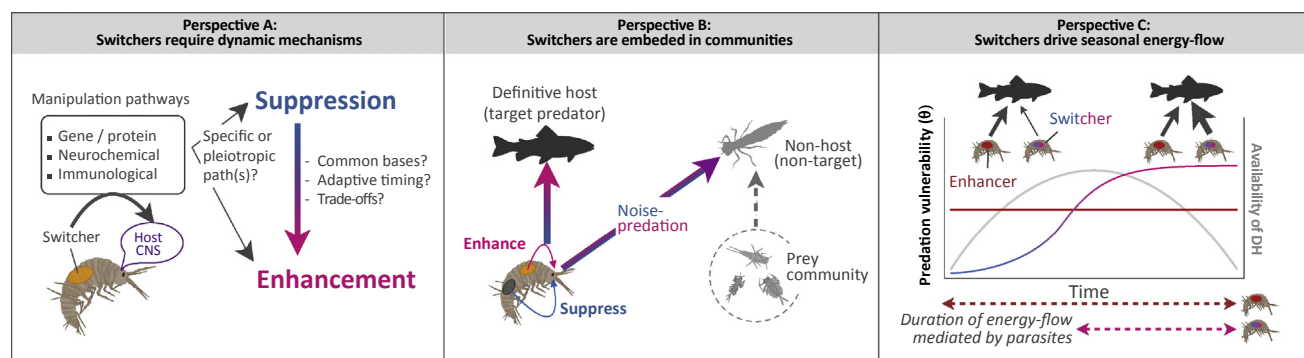 Perspective A:
Switchers require dynamic mechanisms
Manipulation pathways
▪ Gene / protein
▪ Neurochemical
▪ Immunological
Specific or
pleiotropic
path(s)?
Suppression
- Common bases?
- Adaptive timing?
- Trade-offs?
Switcher
Host
CNS
Enhancement
Perspective B:
Switchers are embeded in communities
Definitive host
(target predator)
Non-host
(non-target)
Noise-
predation
Enhance
Suppress
Prey
community
Perspective C:
Switchers drive seasonal energy-flow
Predation vulnerability (θ)
Switcher
Enhancer
Availability of DH
Time
Duration of energy-flow
mediated by parasites